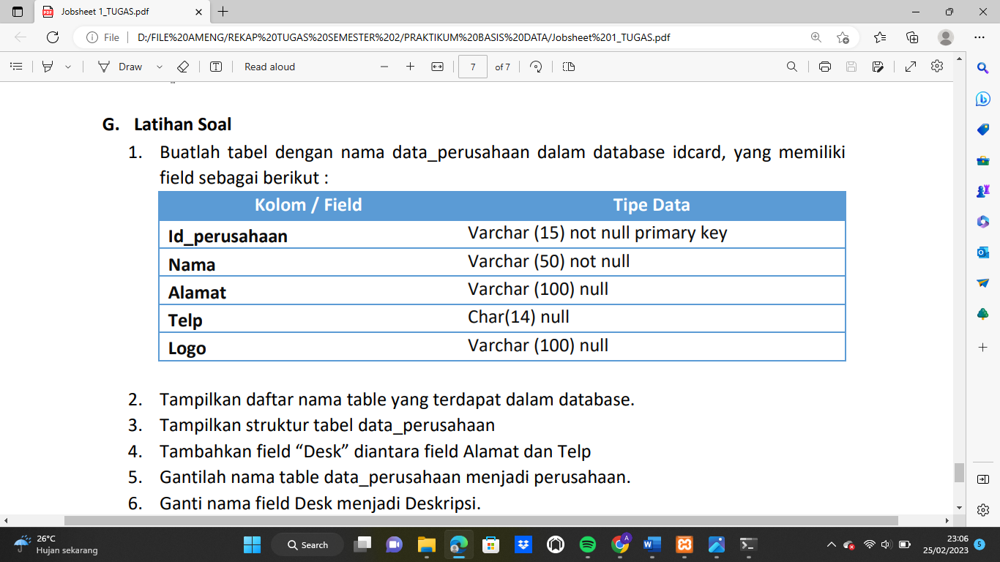 Jobsheet 1_TUGAS.pdf
File
D:/FILE%20AMENG/REKAP%20TUGAS%20SEMESTER%202/PRAKTIKUM%20BASIS%20DATA/Jobsheet%201_TUGAS.pdf
Draw
Read aloud
7
of 7
G. Latihan Soal
1. Buatlah tabel dengan nama data_perusahaan dalam database idcard, yang memiliki
field sebagai berikut :
Kolom / Field Tipe Data
Id_perusahaan Varchar (15) not null primary key
Nama Varchar (50) not null
Alamat Varchar (100) null
Telp Char(14) null
Logo Varchar (100) null
2. Tampilkan daftar nama table yang terdapat dalam database.
3. Tampilkan struktur tabel data_perusahaan
4. Tambahkan field “Desk” diantara field Alamat dan Telp
5. Gantilah nama table data_perusahaan menjadi perusahaan.
6. Ganti nama field Desk menjadi Deskripsi.
26°C
Hujan sekarang
Search
A
23:06
25/02/2023
5